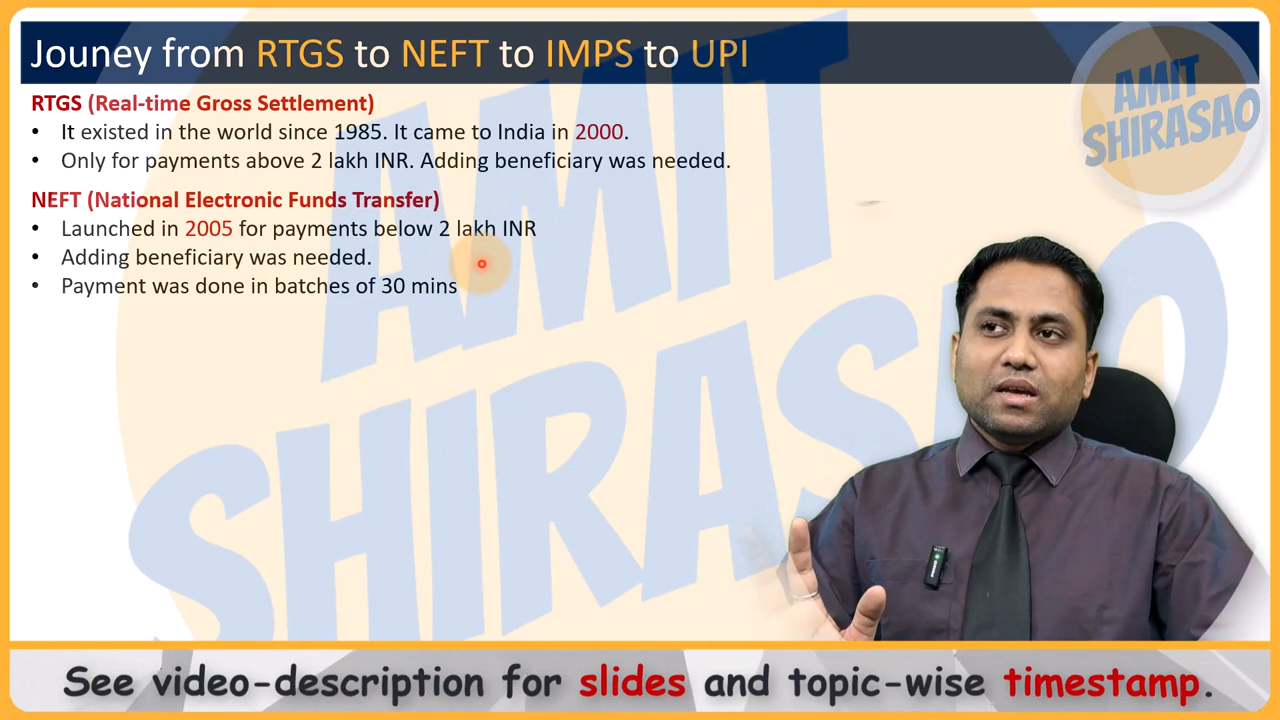 Jouney from RTGS to NEFT to IMPS to UPI
AMIT
SHIRASAO
RTGS (Real-time Gross Settlement)
• It existed in the world since 1985. It came to India in 2000.
• Only for payments above 2 lakh INR. Adding beneficiary was needed.
NEFT (National Electronic Funds Transfer)
• Launched in 2005 for payments below 2 lakh INR
• Adding beneficiary was needed.
• Payment was done in batches of 30 mins
AMIT
SHIRASAO
See video-description for slides and topic-wise timestamp.